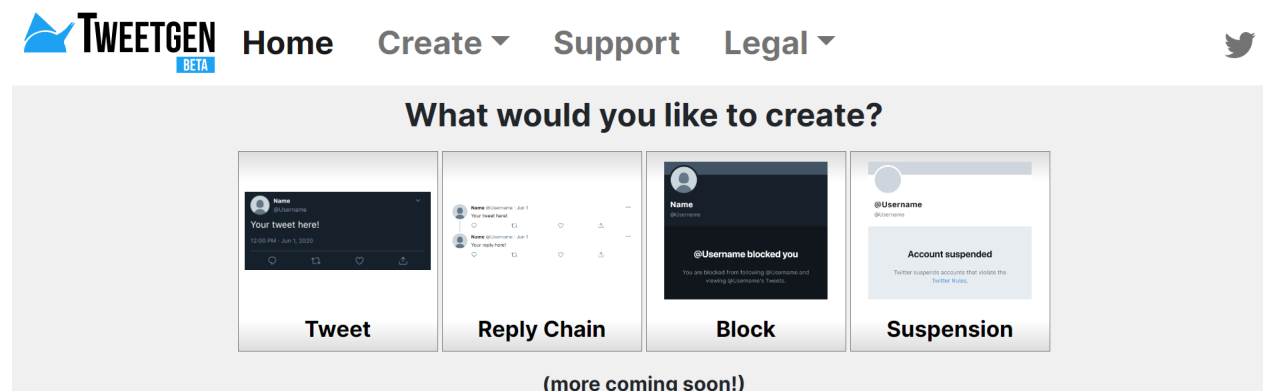 TWEETGEN
BETA
Home Create Support Legal
What would you like to create?
Name
@Username
Your tweet here!
12:00 PM · Jun 1, 2020
Tweet
Name @Username · Jun 1
Your tweet here!
Name @Username · Jun 1
Your reply here!
Reply Chain
Name
@Username
@Username blocked you
You are blocked from following @Username and
viewing @Username's Tweets.
Block
@Username
@Username
Account suspended
Twitter suspends accounts that violate the
Twitter Rules.
Suspension
(more coming soon!)